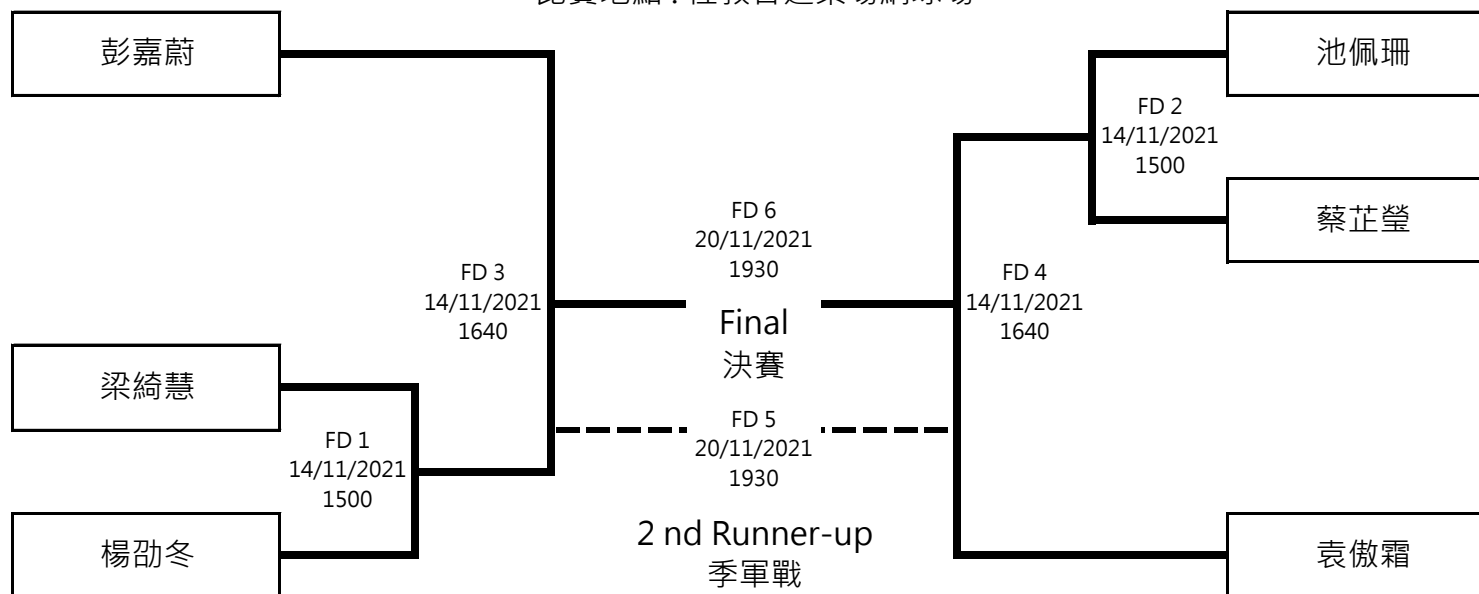 彭嘉蔚
池佩珊
FD 2
14/11/2021
1500
蔡芷瑩
FD 6
20/11/2021
1930
FD 3
14/11/2021
1640
FD 4
14/11/2021
1640
Final
決賽
梁綺慧
FD 1
14/11/2021
1500
FD 5
20/11/2021
1930
楊劭冬
2 nd Runner-up
季軍戰
袁傲霜